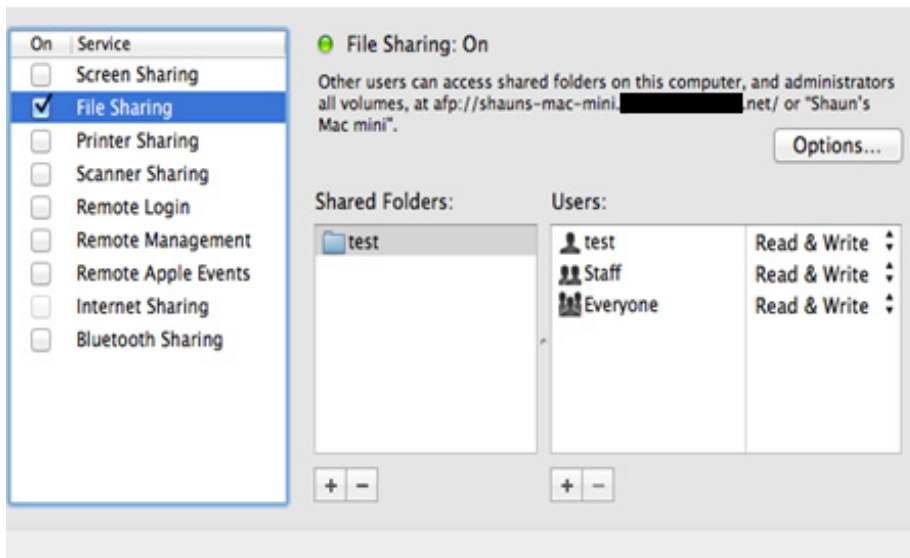 On Service
Screen Sharing
File Sharing
Printer Sharing
Scanner Sharing
Remote Login
Remote Management
Remote Apple Events
Internet Sharing
Bluetooth Sharing
File Sharing: On
Other users can access shared folders on this computer, and administrators
all volumes, at afp://shauns-mac-mini. .net/ or "Shaun's
Mac mini".
Options...
Shared Folders:
test
Users:
test Read & Write
Staff Read & Write
Everyone Read & Write
+ −
+ −